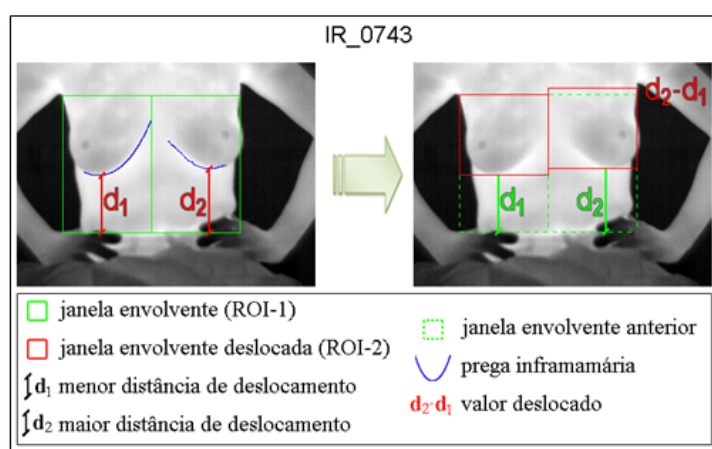 IR_0743
d1
d2
d2-d1
d1
d2
janela envolvente (ROI-1)
janela envolvente deslocada (ROI-2)
d1 menor distância de deslocamento
d2 maior distância de deslocamento
janela envolvente anterior
prega inframamária
d2-d1 valor deslocado